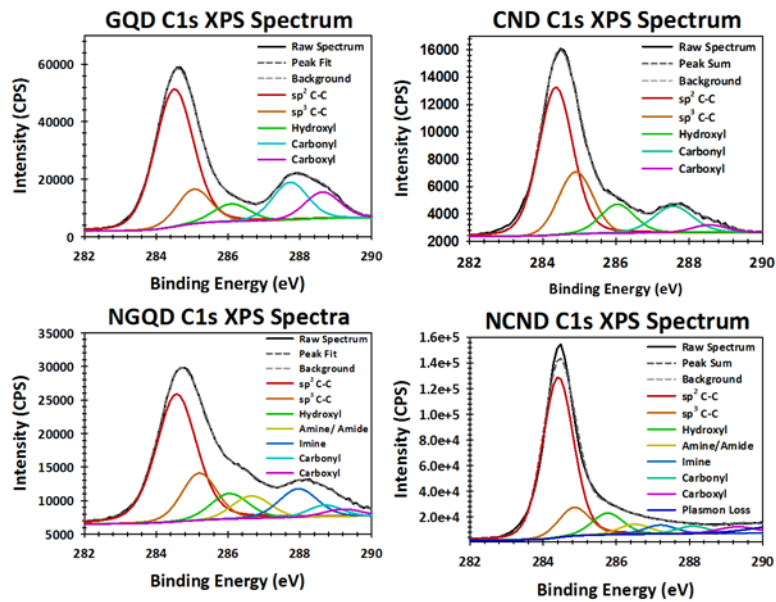 GQD C1s XPS Spectrum
Intensity (CPS)
60000
40000
20000
0
Raw Spectrum
Peak Fit
Background
sp² C-C
sp³ C-C
Hydroxyl
Carbonyl
Carboxyl
282 284 286 288 290
Binding Energy (eV)
CND C1s XPS Spectrum
Intensity (CPS)
16000
14000
12000
10000
8000
6000
4000
2000
Raw Spectrum
Peak Sum
Background
sp² C-C
sp³ C-C
Hydroxyl
Carbonyl
Carboxyl
282 284 286 288 290
Binding Energy (eV)
NGQD C1s XPS Spectra
Intensity (CPS)
35000
30000
25000
20000
15000
10000
5000
Raw Spectrum
Peak Fit
Background
sp² C-C
sp³ C-C
Hydroxyl
Amine/ Amide
Imine
Carbonyl
Carboxyl
282 284 286 288 290
Binding Energy (eV)
NCND C1s XPS Spectrum
Intensity (CPS)
1.6e+5
1.4e+5
1.2e+5
1.0e+5
8.0e+4
6.0e+4
4.0e+4
2.0e+4
Raw Spectrum
Peak Sum
Background
sp² C-C
sp³ C-C
Hydroxyl
Amine/Amide
Imine
Carbonyl
Carboxyl
Plasmon Loss
282 284 286 288 290
Binding Energy (eV)